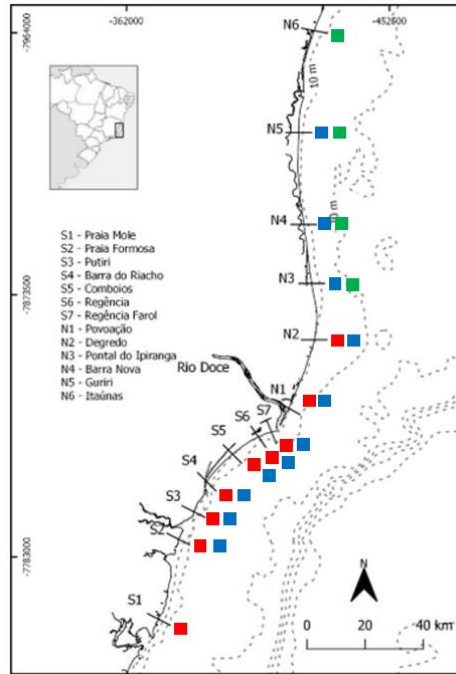 -362000
-452500
-7964000
-7873500
-7783000
N6
10 m
N5
N4
N3
N2
Rio Doce
N1
S7
S6
S5
S4
S3
S2
S1
S1 - Praia Mole
S2 - Praia Formosa
S3 - Putiri
S4 - Barra do Riacho
S5 - Comboios
S6 - Regência
S7 - Regência Farol
N1 - Povoação
N2 - Degredo
N3 - Pontal do Ipiranga
N4 - Barra Nova
N5 - Guriri
N6 - Itaúnas
N
0 20 40 km